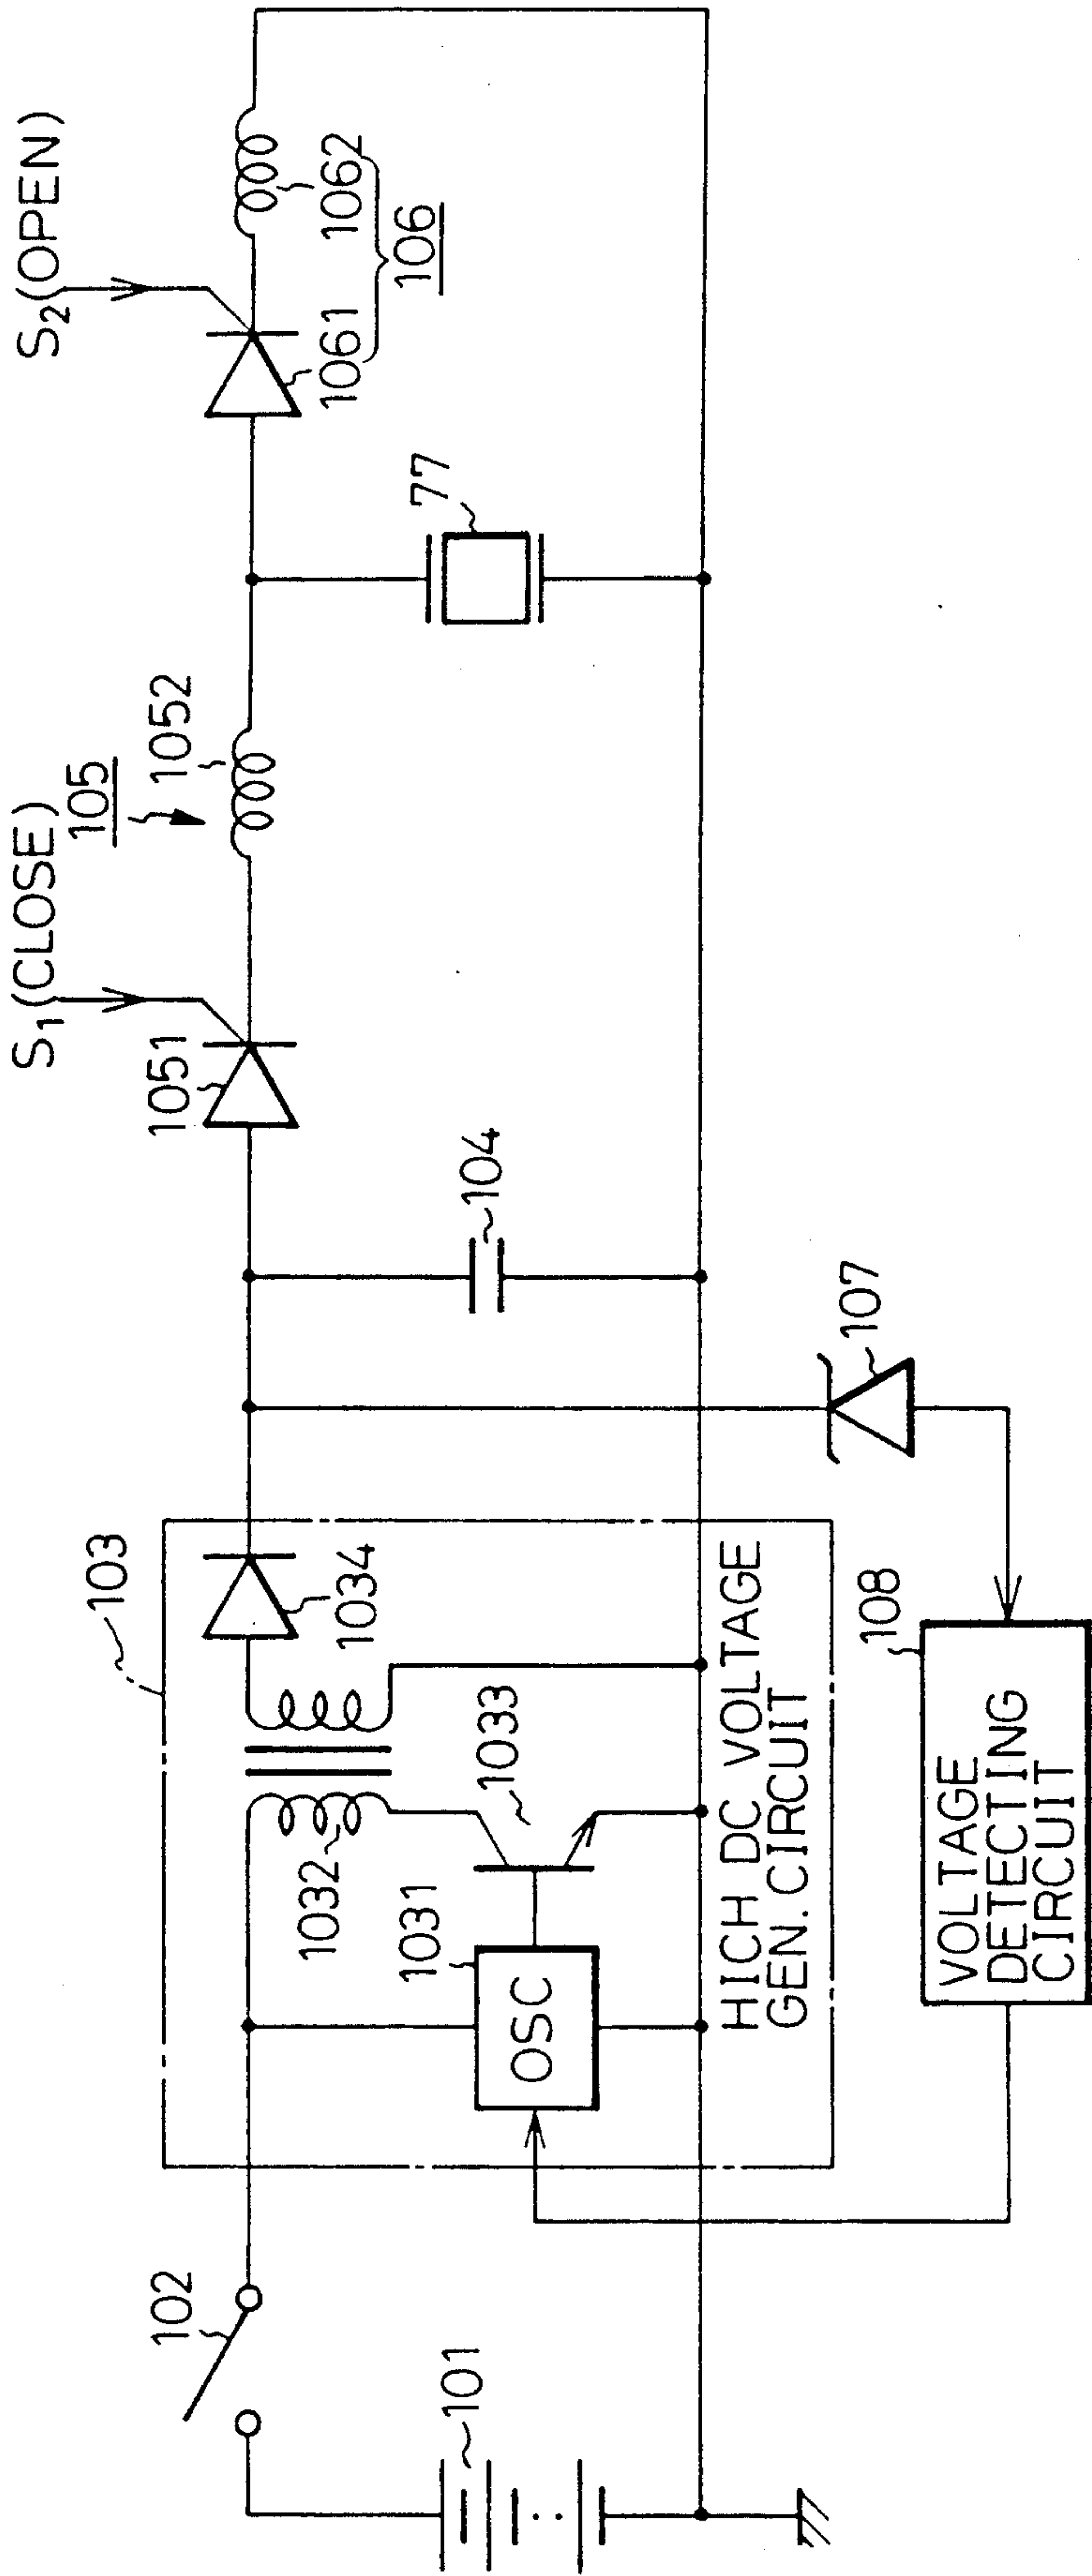 S₁(CLOSE)
S₂(OPEN)
105
102
103
1051
1052
1034
1061
1062
106
1032
1033
1031
OSC
101
104
77
HICH DC VOLTAGE
GEN. CIRCUIT
107
108
VOLTAGE
DETECTING
CIRCUIT